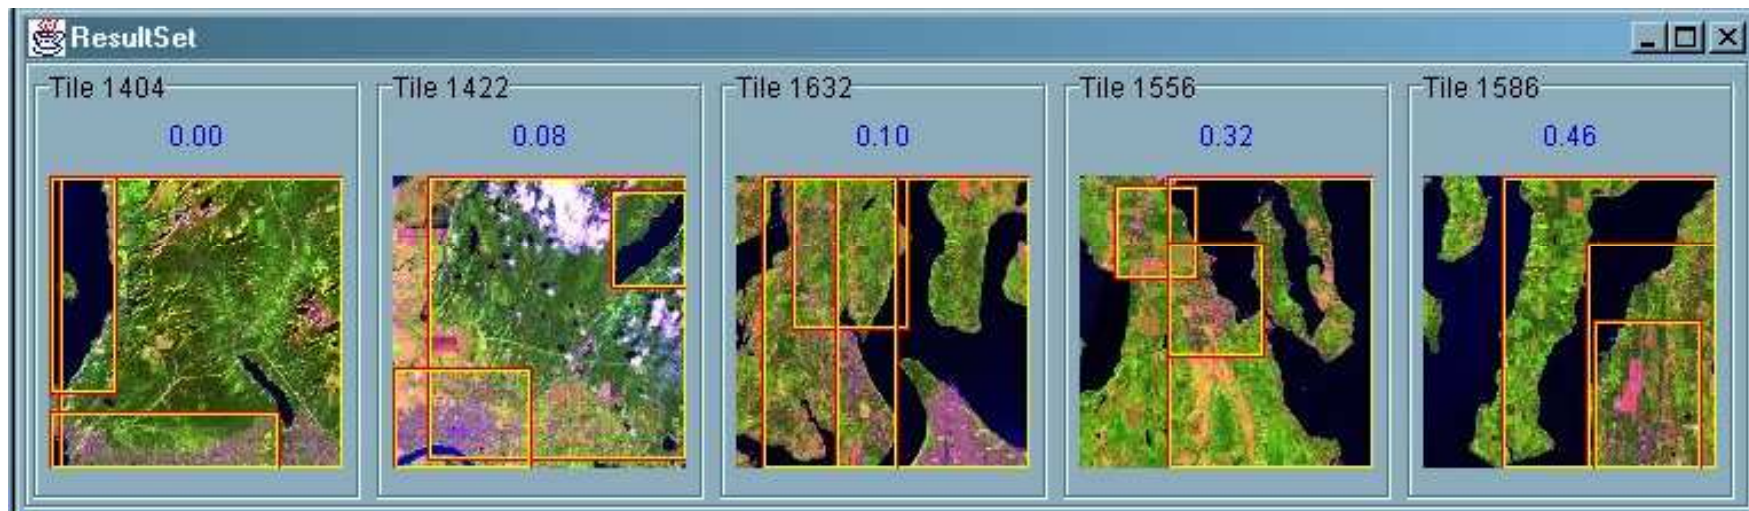 ResultSet
Tile 1404
Tile 1422
Tile 1632
Tile 1556
Tile 1586
0.00
0.08
0.10
0.32
0.46